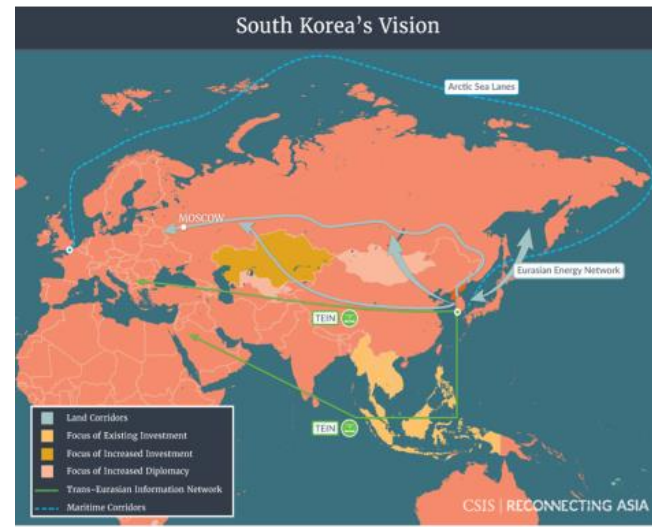 South Korea's Vision
Arctic Sea Lanes
MOSCOW
Eurasian Energy Network
TEIN
TEIN
Land Corridors
Focus of Existing Investment
Focus of Increased Investment
Focus of Increased Diplomacy
Trans-Eurasian Information Network
Maritime Corridors
CSIS | RECONNECTING ASIA